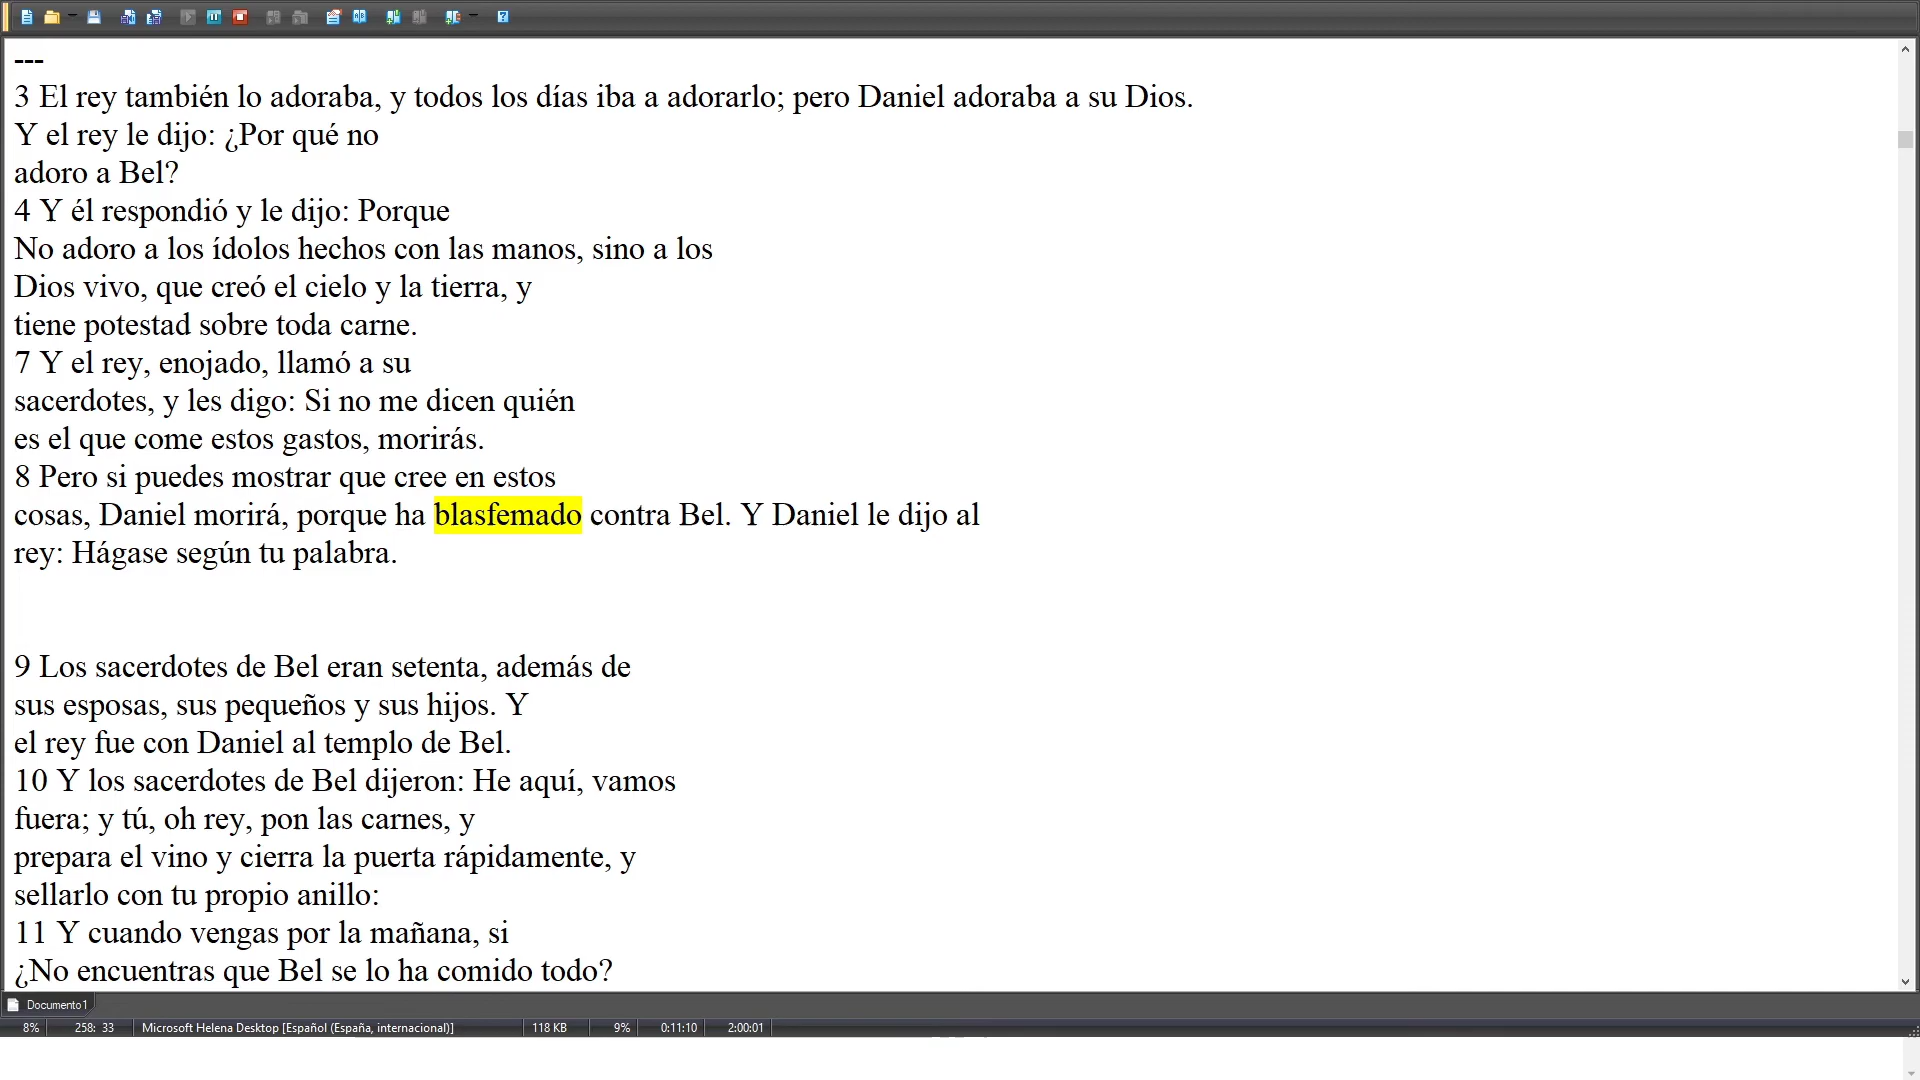 ---
3 El rey también lo adoraba, y todos los días iba a adorarlo; pero Daniel adoraba a su Dios.
Y el rey le dijo: ¿Por qué no
adoro a Bel?
4 Y él respondió y le dijo: Porque
No adoro a los ídolos hechos con las manos, sino a los
Dios vivo, que creó el cielo y la tierra, y
tiene potestad sobre toda carne.
7 Y el rey, enojado, llamó a su
sacerdotes, y les digo: Si no me dicen quién
es el que come estos gastos, morirás.
8 Pero si puedes mostrar que cree en estos
cosas, Daniel morirá, porque ha blasfemado contra Bel. Y Daniel le dijo al
rey: Hágase según tu palabra.
9 Los sacerdotes de Bel eran setenta, además de
sus esposas, sus pequeños y sus hijos. Y
el rey fue con Daniel al templo de Bel.
10 Y los sacerdotes de Bel dijeron: He aquí, vamos
fuera; y tú, oh rey, pon las carnes, y
prepara el vino y cierra la puerta rápidamente, y
sellarlo con tu propio anillo:
11 Y cuando vengas por la mañana, si
¿No encuentras que Bel se lo ha comido todo?
Documento1
8% 258: 33 Microsoft Helena Desktop [Español (España, internacional)] 118 KB 9% 0:11:10 2:00:01